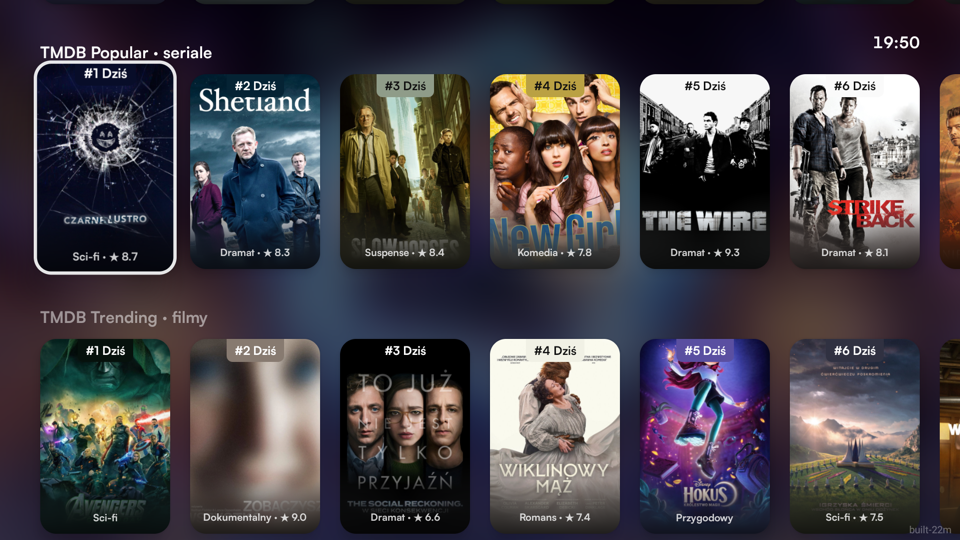 TMDB Popular · seriale
19:50
#1 Dziś
CZARNE LUSTRO
Sci-fi · ★ 8.7
#2 Dziś
Shetland
Dramat · ★ 8.3
#3 Dziś
SLOW HORSES
Suspense · ★ 8.4
#4 Dziś
New Girl
Komedia · ★ 7.8
#5 Dziś
THE WIRE
Dramat · ★ 9.3
#6 Dziś
STRIKE
BACK
Dramat · ★ 8.1
TMDB Trending · filmy
#1 Dziś
AVENGERS
Sci-fi
#2 Dziś
Dokumentalny · ★ 9.0
#3 Dziś
TO JUŻ
NIE JEST
TYLKO
PRZYJAŹŃ
THE SOCIAL RECKONING.
Dramat · ★ 6.6
#4 Dziś
WIKLINOWY
MĄŻ
Romans · ★ 7.4
#5 Dziś
Disney
HOKUS
Przygodowy
#6 Dziś
Sci-fi · ★ 7.5
built-22m